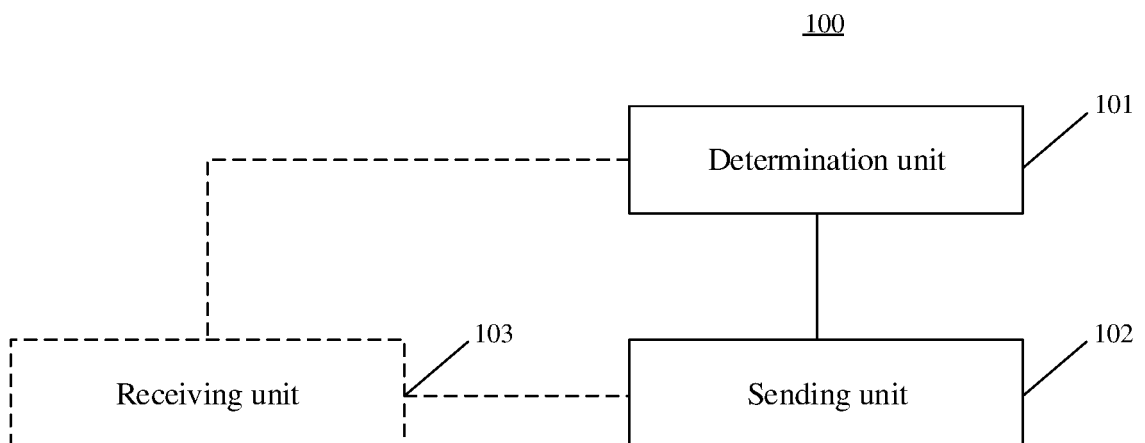 100
101
Determination unit
103
102
Receiving unit
Sending unit